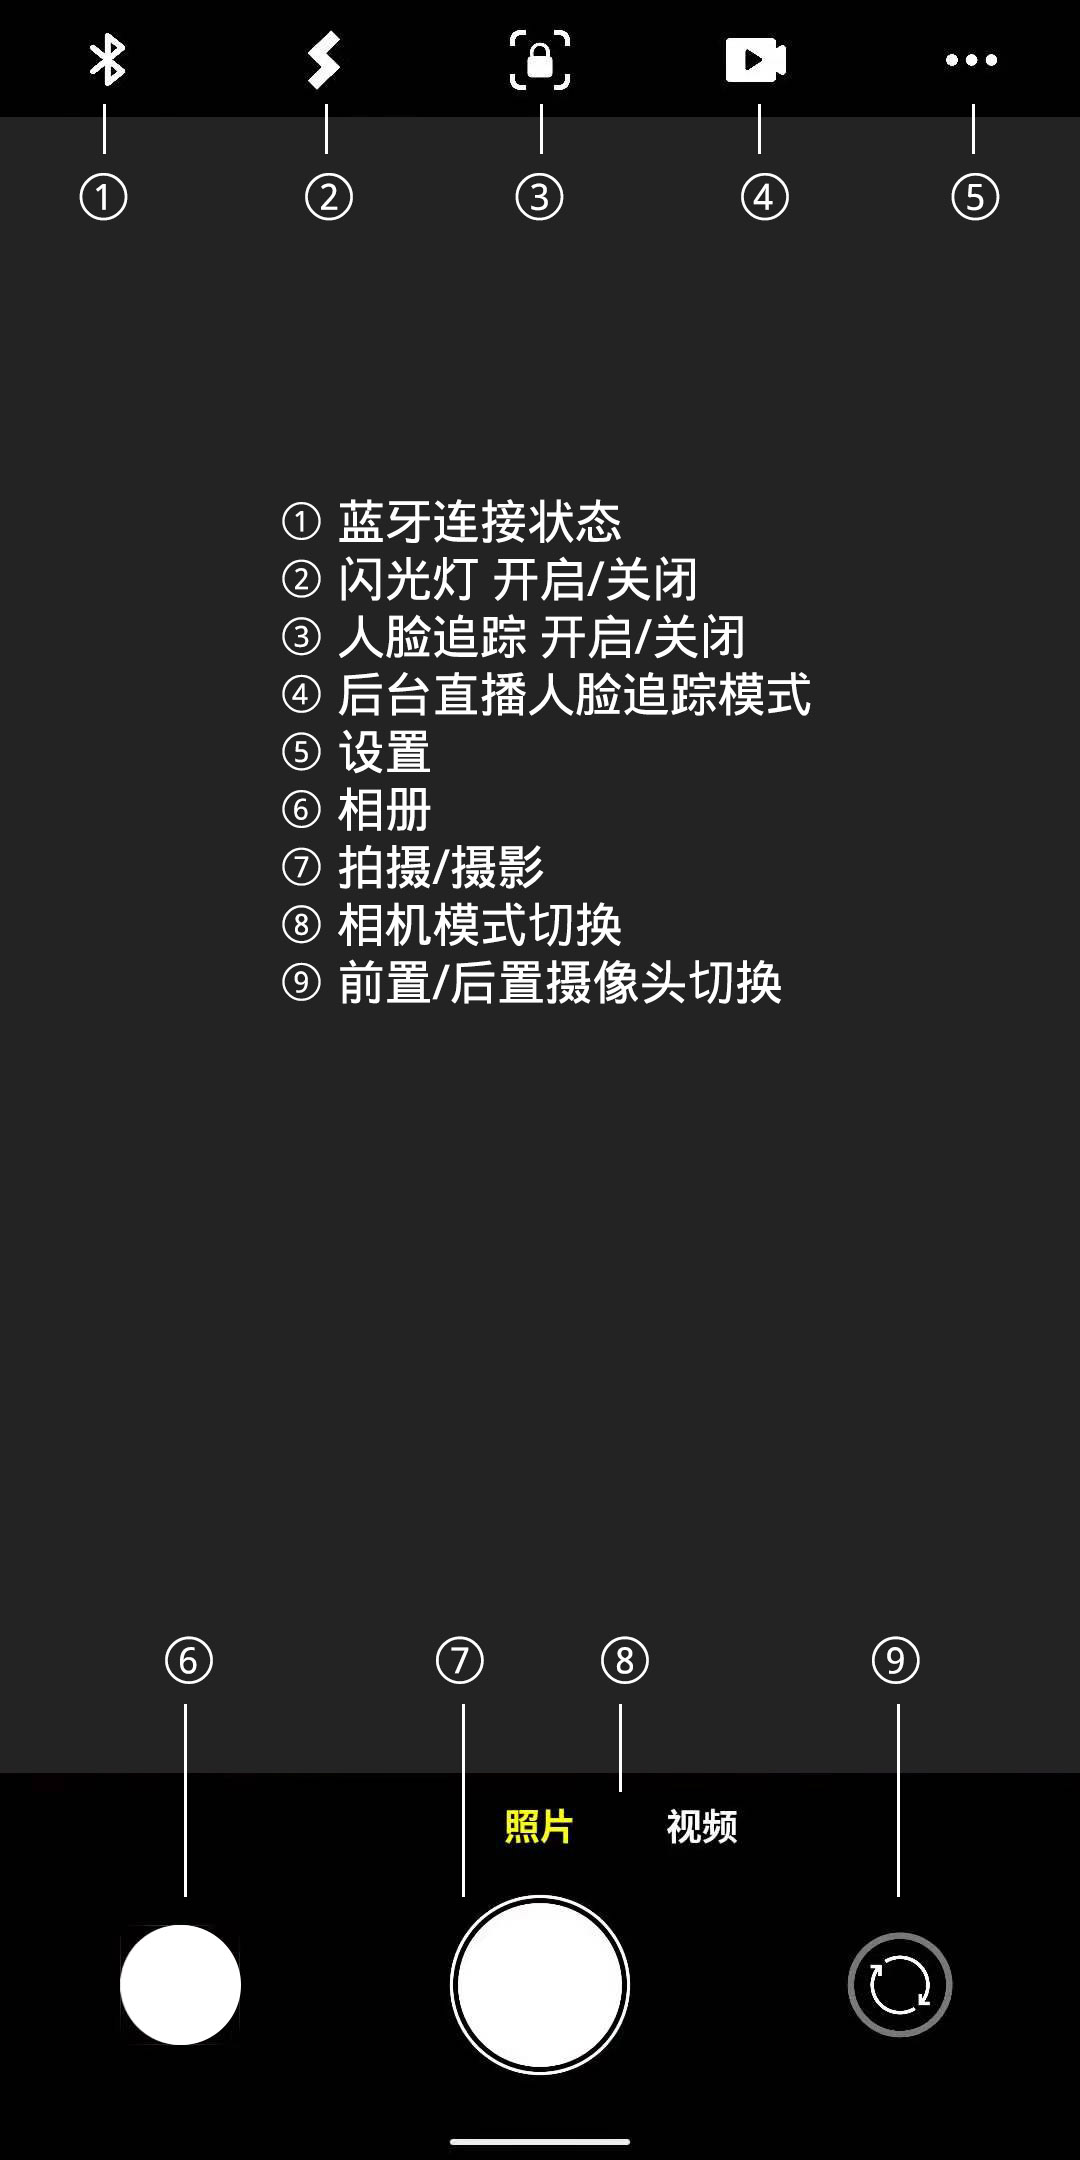 ① ② ③ ④ ⑤
① 蓝牙连接状态
② 闪光灯 开启/关闭
③ 人脸追踪 开启/关闭
④ 后台直播人脸追踪模式
⑤ 设置
⑥ 相册
⑦ 拍摄/摄影
⑧ 相机模式切换
⑨ 前置/后置摄像头切换
⑥ ⑦ ⑧ ⑨
照片 视频